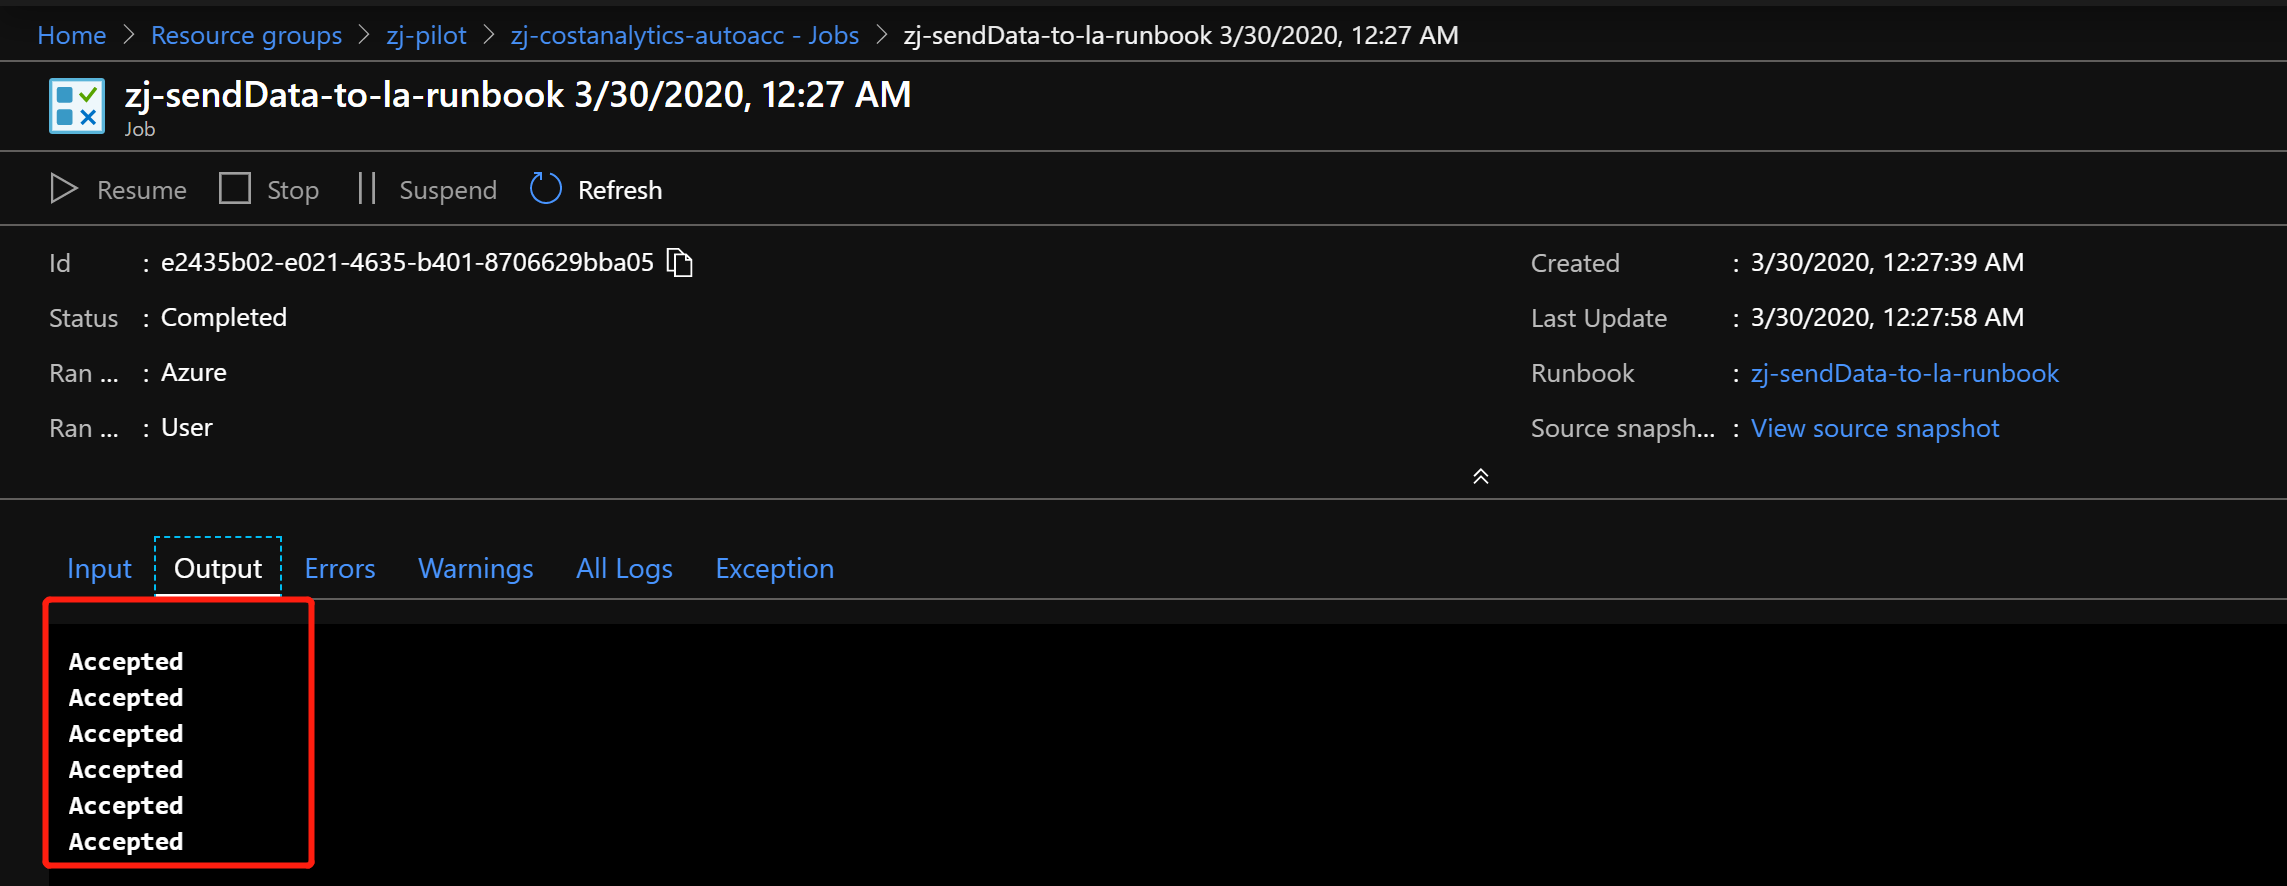 Home > Resource groups > zj-pilot > zj-costanalytics-autoacc - Jobs > zj-sendData-to-la-runbook 3/30/2020, 12:27 AM
zj-sendData-to-la-runbook 3/30/2020, 12:27 AM
Job
Resume Stop Suspend Refresh
Id : e2435b02-e021-4635-b401-8706629bba05
Status : Completed
Ran ... : Azure
Ran ... : User
Created : 3/30/2020, 12:27:39 AM
Last Update : 3/30/2020, 12:27:58 AM
Runbook : zj-sendData-to-la-runbook
Source snapsh... : View source snapshot
Input Output Errors Warnings All Logs Exception
Accepted
Accepted
Accepted
Accepted
Accepted
Accepted